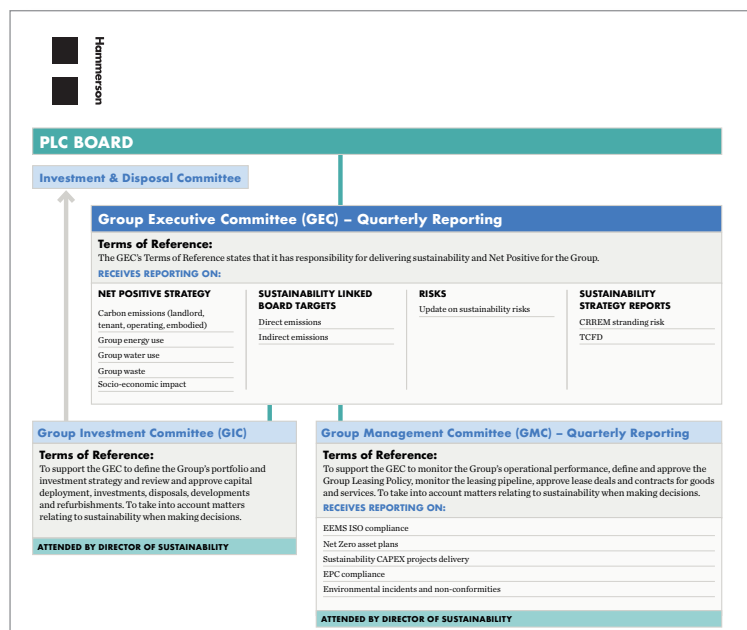 Hammerson
PLC BOARD
Investment & Disposal Committee
Group Executive Committee (GEC) – Quarterly Reporting
Terms of Reference:
The GEC's Terms of Reference states that it has responsibility for delivering sustainability and Net Positive for the Group.
RECEIVES REPORTING ON:
NET POSITIVE STRATEGY
Carbon emissions (landlord,
tenant, operating, embodied)
Group energy use
Group water use
Group waste
Socio-economic impact
SUSTAINABILITY LINKED
BOARD TARGETS
Direct emissions
Indirect emissions
RISKS
Update on sustainability risks
SUSTAINABILITY
STRATEGY REPORTS
CRREM stranding risk
TCFD
Group Investment Committee (GIC)
Terms of Reference:
To support the GEC to define the Group's portfolio and
investment strategy and review and approve capital
deployment, investments, disposals, developments
and refurbishments. To take into account matters
relating to sustainability when making decisions.
ATTENDED BY DIRECTOR OF SUSTAINABILITY
Group Management Committee (GMC) – Quarterly Reporting
Terms of Reference:
To support the GEC to monitor the Group's operational performance, define and approve the
Group Leasing Policy, monitor the leasing pipeline, approve lease deals and contracts for goods
and services. To take into account matters relating to sustainability when making decisions.
RECEIVES REPORTING ON:
EEMS ISO compliance
Net Zero asset plans
Sustainability CAPEX projects delivery
EPC compliance
Environmental incidents and non-conformities
ATTENDED BY DIRECTOR OF SUSTAINABILITY